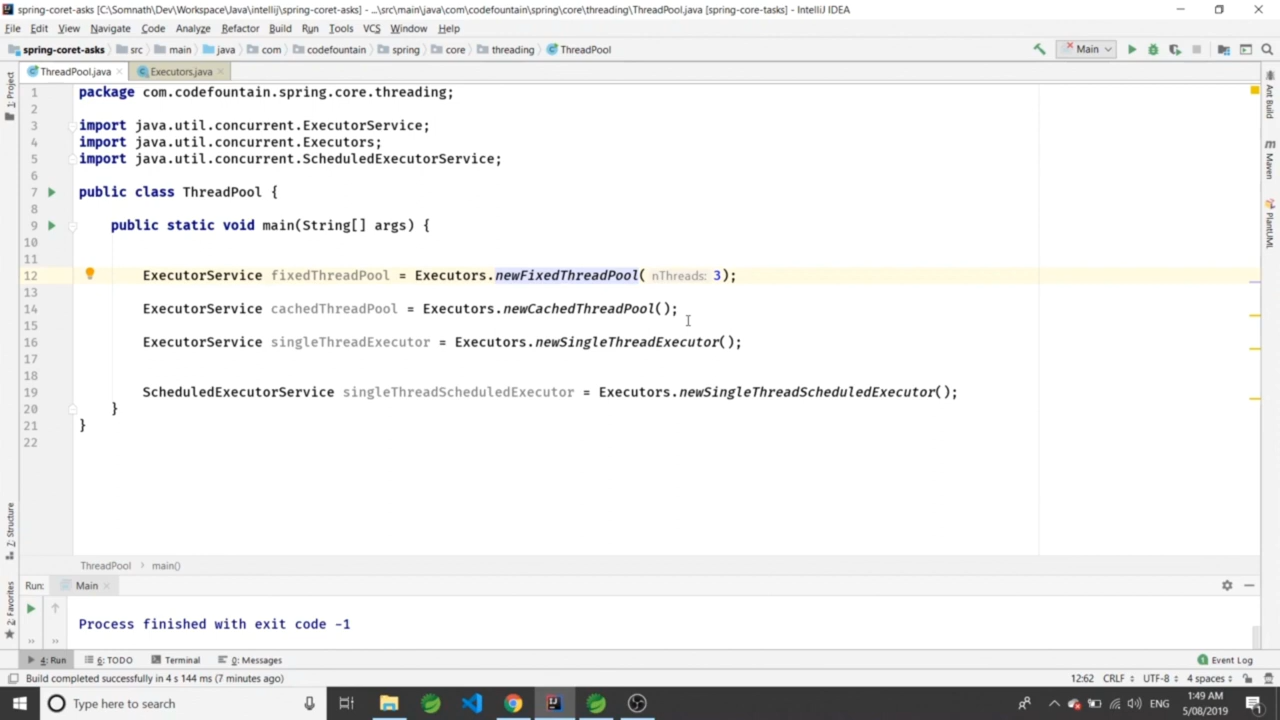 spring-coret-asks [C:\Somnath\Dev\Workspace\Java\intellij\spring-coret-asks] - ...\src\main\java\com\codefountain\spring\core\threading\ThreadPool.java [spring-core-tasks] - IntelliJ IDEA
File Edit View Navigate Code Analyze Refactor Build Run Tools VCS Window Help
spring-coret-asks src main java com codefountain spring core threading ThreadPool Main
ThreadPool.java Executors.java
1: Project
Ant Build
Maven
PlantUML
1 package com.codefountain.spring.core.threading;
2
3 import java.util.concurrent.ExecutorService;
4 import java.util.concurrent.Executors;
5 import java.util.concurrent.ScheduledExecutorService;
6
7 public class ThreadPool {
8
9 public static void main(String[] args) {
10
11
12 ExecutorService fixedThreadPool = Executors.newFixedThreadPool( nThreads: 3);
13
14 ExecutorService cachedThreadPool = Executors.newCachedThreadPool();
15
16 ExecutorService singleThreadExecutor = Executors.newSingleThreadExecutor();
17
18
19 ScheduledExecutorService singleThreadScheduledExecutor = Executors.newSingleThreadScheduledExecutor();
20 }
21 }
22
Z: Structure
2: Favorites
ThreadPool › main()
Run: Main
Process finished with exit code -1
4: Run 6: TODO Terminal 0: Messages Event Log
Build completed successfully in 4 s 144 ms (7 minutes ago) 12:62 CRLF UTF-8 4 spaces
Type here to search ENG 1:49 AM
5/08/2019